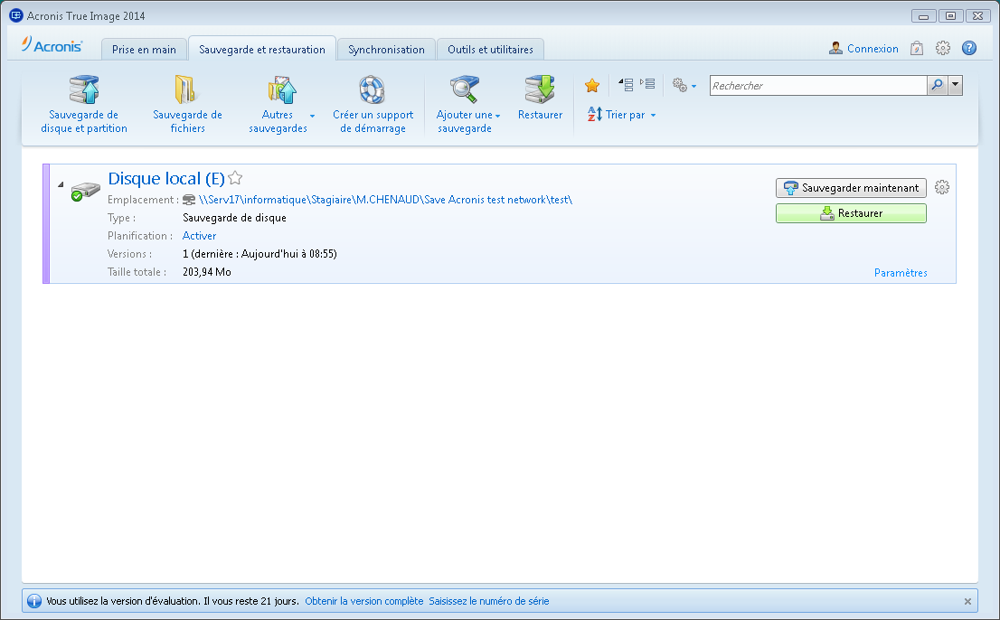 Acronis True Image 2014
Acronis
Prise en main
Sauvegarde et restauration
Synchronisation
Outils et utilitaires
Connexion
Sauvegarde de
disque et partition
Sauvegarde de
fichiers
Autres
sauvegardes
Créer un support
de démarrage
Ajouter une
sauvegarde
Restaurer
Trier par
Rechercher
Disque local (E)
Emplacement : \\Serv17\informatique\Stagiaire\M.CHENAUD\Save Acronis test network\test\
Type : Sauvegarde de disque
Planification : Activer
Versions : 1 (dernière : Aujourd'hui à 08:55)
Taille totale : 203,94 Mo
Sauvegarder maintenant
Restaurer
Paramètres
Vous utilisez la version d'évaluation. Il vous reste 21 jours. Obtenir la version complète Saisissez le numéro de série